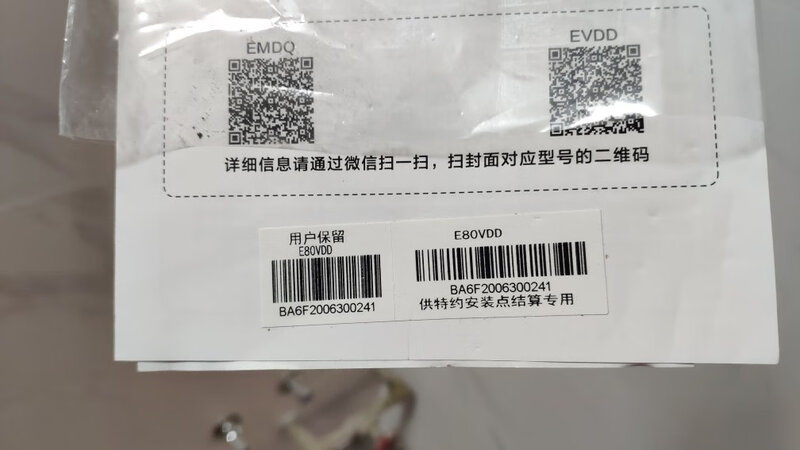 EMDQ
EVDD
详细信息请通过微信扫一扫，扫封面对应型号的二维码
用户保留
E80VDD
BA6F2006300241
E80VDD
BA6F2006300241
供特约安装点结算专用